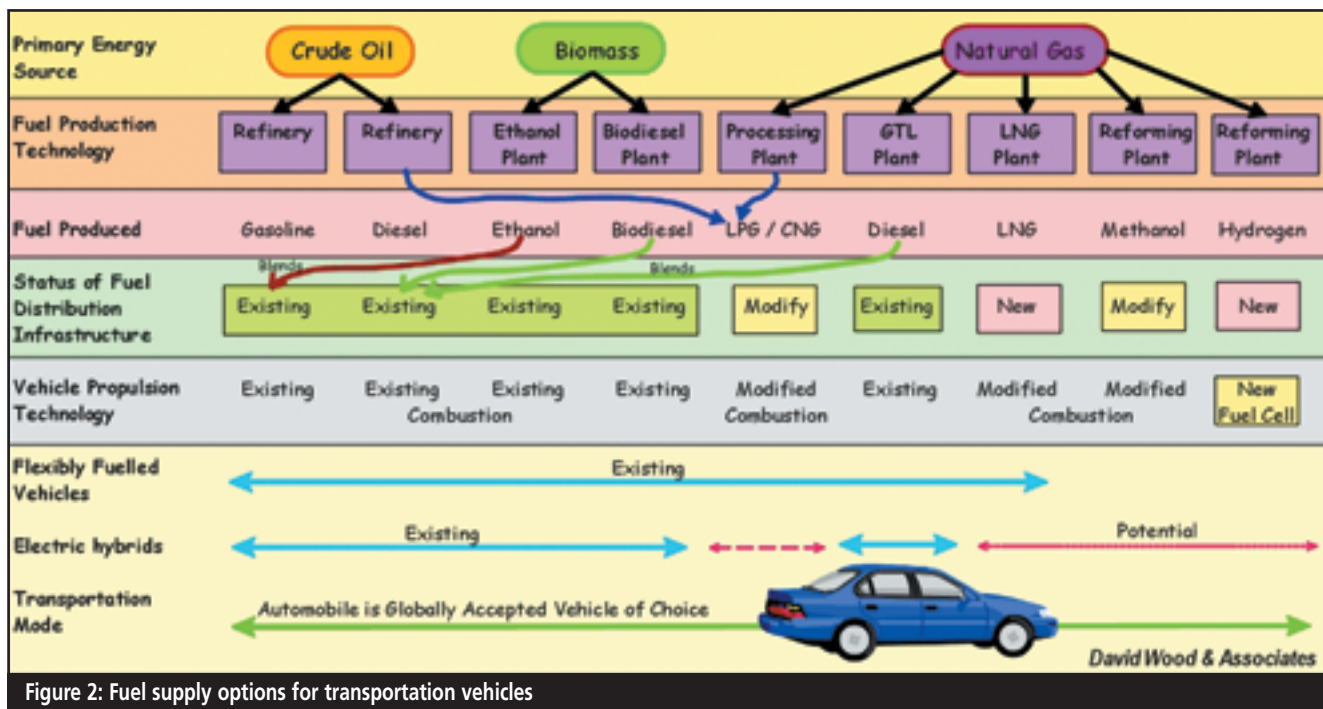 Primary Energy
Source
Crude Oil
Biomass
Natural Gas
Fuel Production
Technology
Refinery
Refinery
Ethanol
Plant
Biodiesel
Plant
Processing
Plant
GTL
Plant
LNG
Plant
Reforming
Plant
Reforming
Plant
Fuel Produced
Gasoline
Diesel
Ethanol
Biodiesel
LPG / CNG
Diesel
LNG
Methanol
Hydrogen
Blends
Blends
Status of Fuel
Distribution
Infrastructure
Existing
Existing
Existing
Existing
Modify
Existing
New
Modify
New
Vehicle Propulsion
Technology
Existing
Existing
Existing
Existing
Combustion
Modified
Combustion
Existing
Modified
Modified
Combustion
New
Fuel Cell
Flexibly Fuelled
Vehicles
Existing
Electric hybrids
Existing
Potential
Transportation
Mode
Automobile is Globally Accepted Vehicle of Choice
David Wood & Associates
Figure 2: Fuel supply options for transportation vehicles